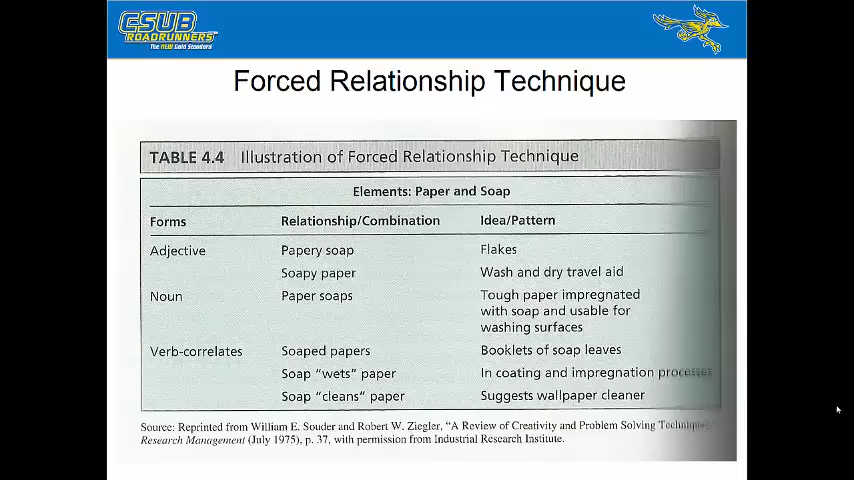 CSUB
ROADRUNNERS
The NEW Gold Standard
Forced Relationship Technique
TABLE 4.4 Illustration of Forced Relationship Technique
Elements: Paper and Soap
Forms Relationship/Combination Idea/Pattern
Adjective Papery soap Flakes
Soapy paper Wash and dry travel aid
Noun Paper soaps Tough paper impregnated
with soap and usable for
washing surfaces
Verb-correlates Soaped papers Booklets of soap leaves
Soap “wets” paper In coating and impregnation processes
Soap “cleans” paper Suggests wallpaper cleaner
Source: Reprinted from William E. Souder and Robert W. Ziegler, “A Review of Creativity and Problem Solving Techniques,
Research Management (July 1975), p. 37, with permission from Industrial Research Institute.